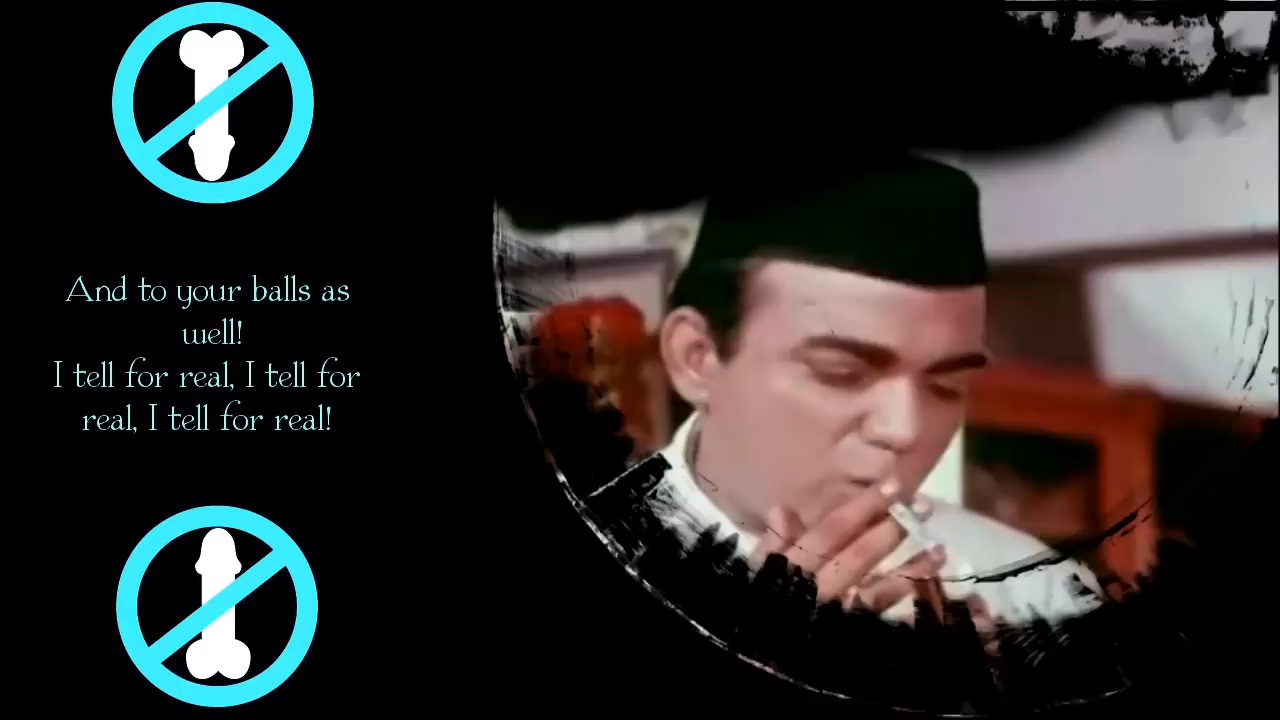 And to your balls as
well!
I tell for real, I tell for
real, I tell for real!